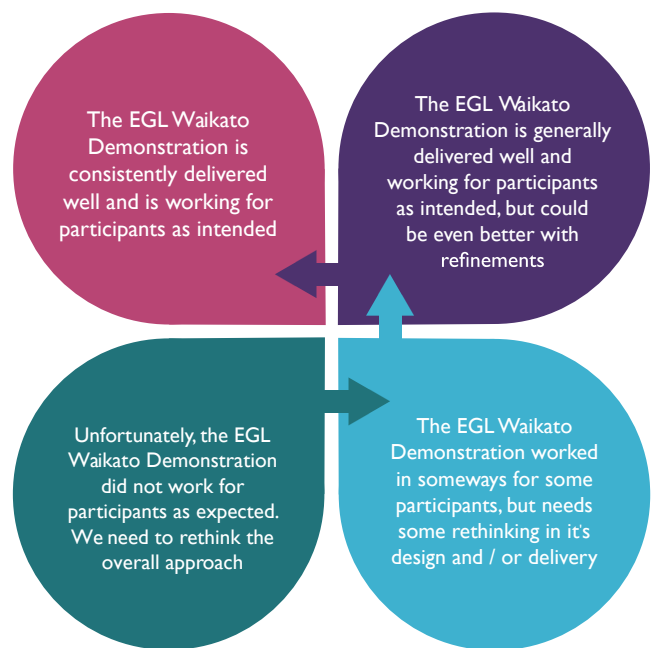 The EGL Waikato
Demonstration is
consistently delivered
well and is working for
participants as intended
The EGL Waikato
Demonstration is generally
delivered well and
working for participants
as intended, but could
be even better with
refinements
Unfortunately, the EGL
Waikato Demonstration
did not work for
participants as expected.
We need to rethink the
overall approach
The EGL Waikato
Demonstration worked
in someways for some
participants, but needs
some rethinking in it's
design and / or delivery